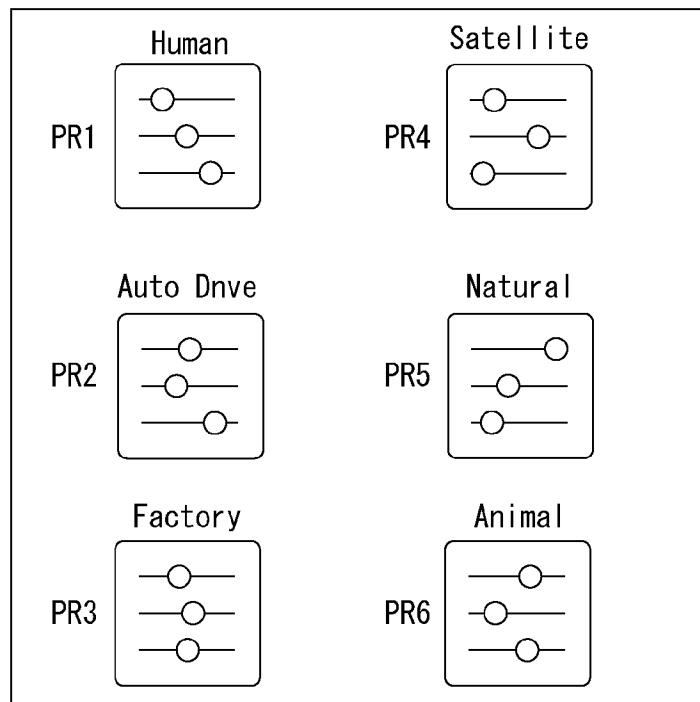 Human
Satellite
PR1
PR4
Auto Dnve
Natural
PR2
PR5
Factory
Animal
PR3
PR6